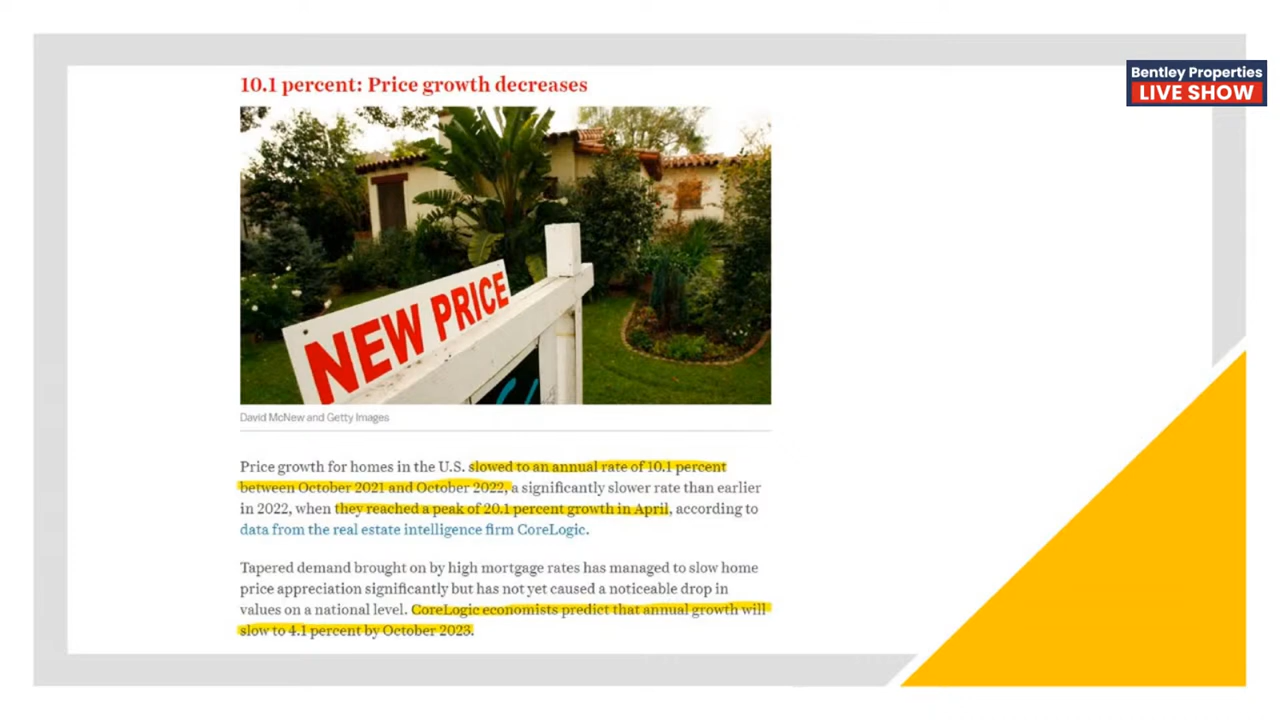 10.1 percent: Price growth decreases
Bentley Properties
LIVE SHOW
NEW PRICE
David McNew and Getty Images
Price growth for homes in the U.S. slowed to an annual rate of 10.1 percent
between October 2021 and October 2022, a significantly slower rate than earlier
in 2022, when they reached a peak of 20.1 percent growth in April, according to
data from the real estate intelligence firm CoreLogic.
Tapered demand brought on by high mortgage rates has managed to slow home
price appreciation significantly but has not yet caused a noticeable drop in
values on a national level. CoreLogic economists predict that annual growth will
slow to 4.1 percent by October 2023.